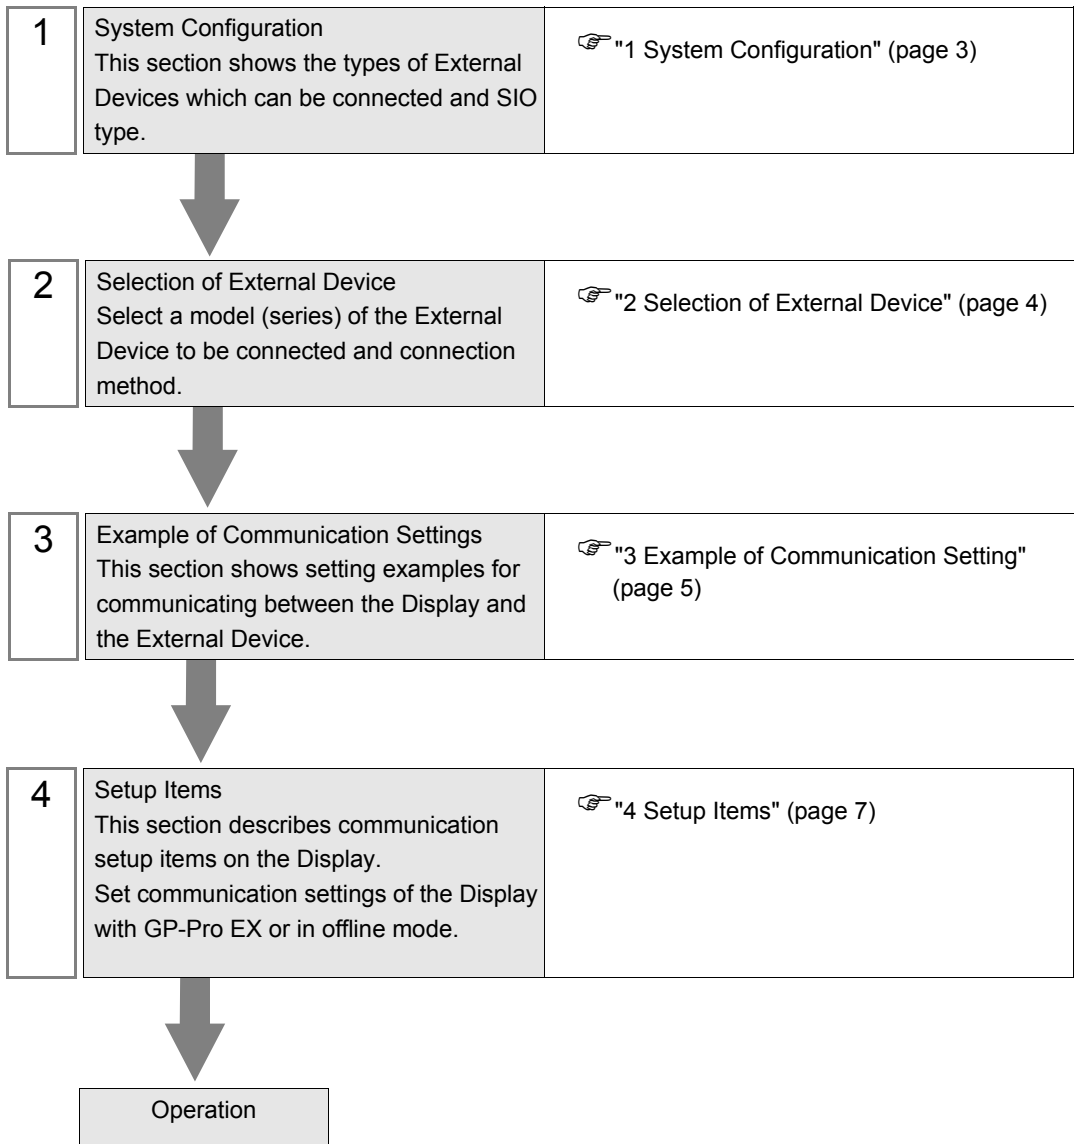 1
System Configuration
This section shows the types of External
Devices which can be connected and SIO
type.
"1 System Configuration" (page 3)
2
Selection of External Device
Select a model (series) of the External
Device to be connected and connection
method.
"2 Selection of External Device" (page 4)
3
Example of Communication Settings
This section shows setting examples for
communicating between the Display and
the External Device.
"3 Example of Communication Setting"
(page 5)
4
Setup Items
This section describes communication
setup items on the Display.
Set communication settings of the Display
with GP-Pro EX or in offline mode.
"4 Setup Items" (page 7)
Operation